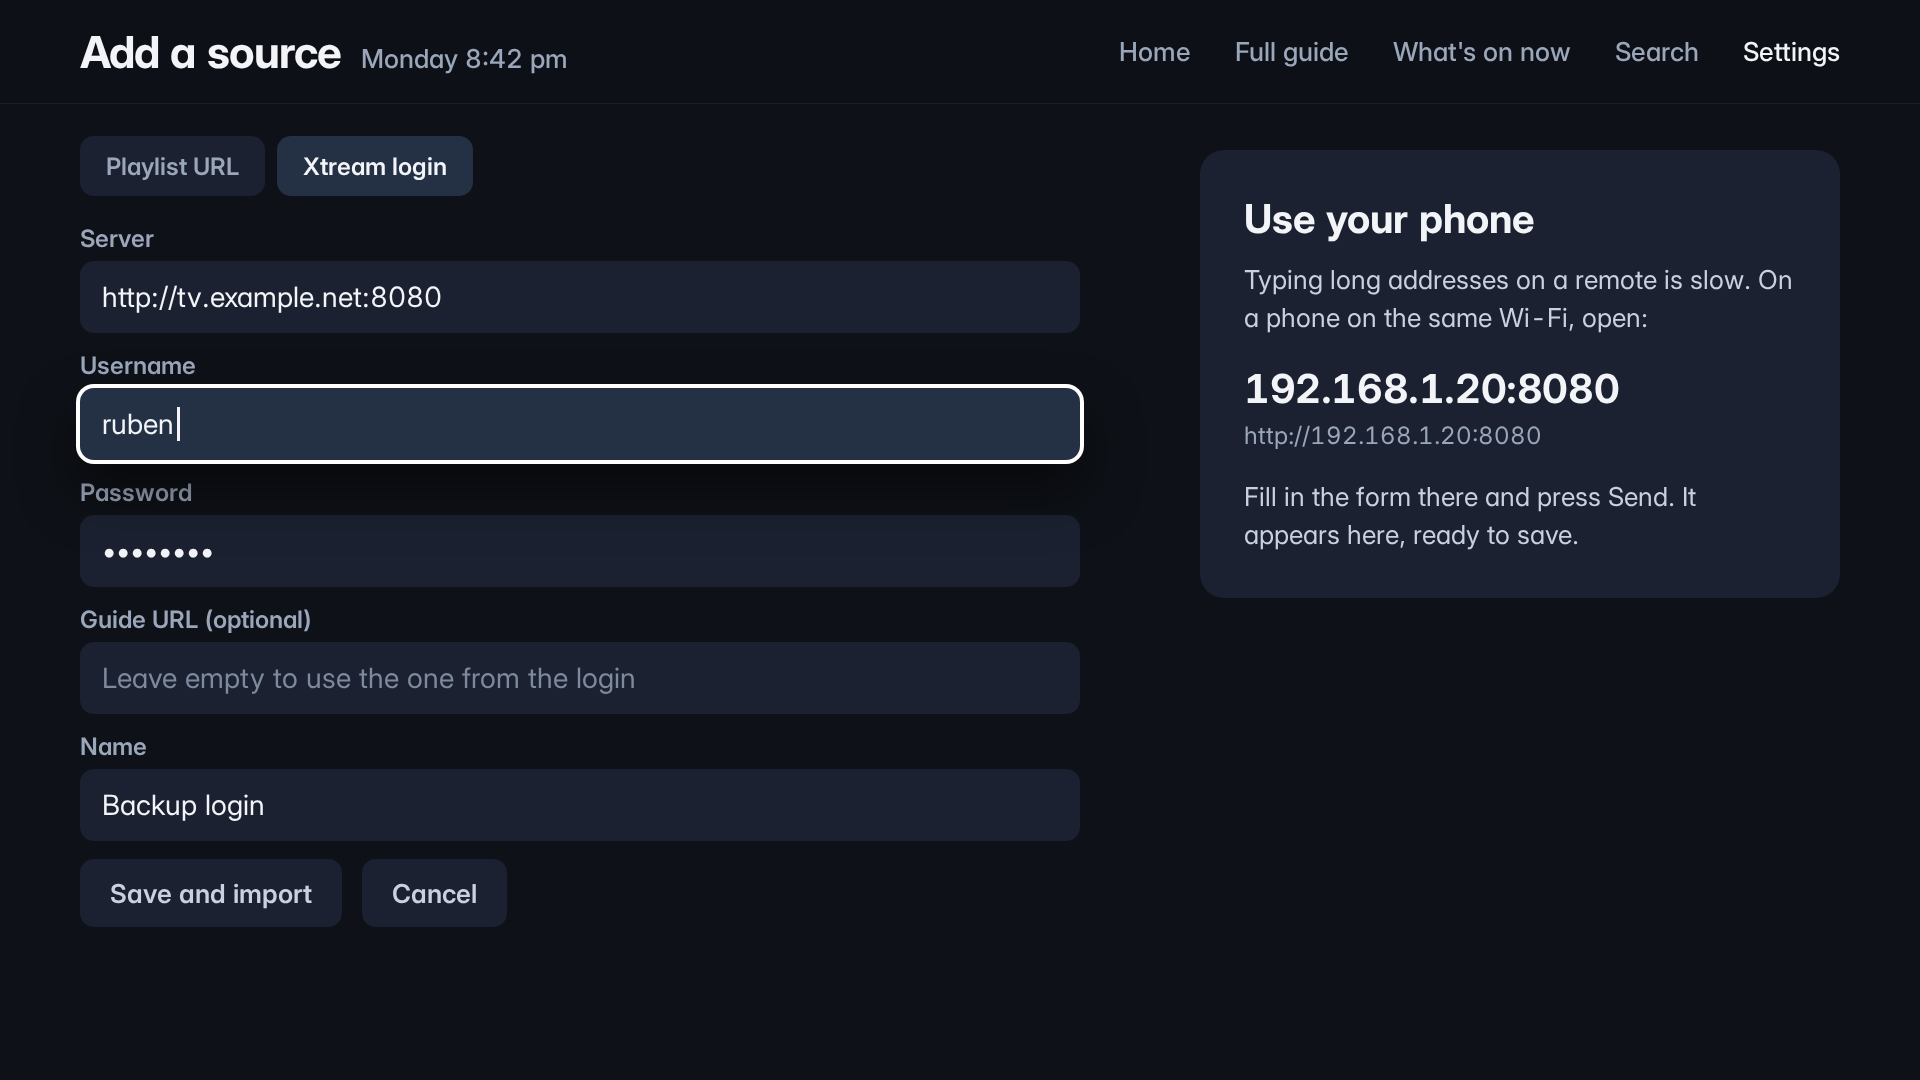 Add a source Monday 8:42 pm
Home Full guide What's on now Search Settings
Playlist URL Xtream login
Server
http://tv.example.net:8080
Username
ruben
Password
••••••••
Guide URL (optional)
Leave empty to use the one from the login
Name
Backup login
Save and import Cancel
Use your phone
Typing long addresses on a remote is slow. On
a phone on the same Wi-Fi, open:
192.168.1.20:8080
http://192.168.1.20:8080
Fill in the form there and press Send. It
appears here, ready to save.